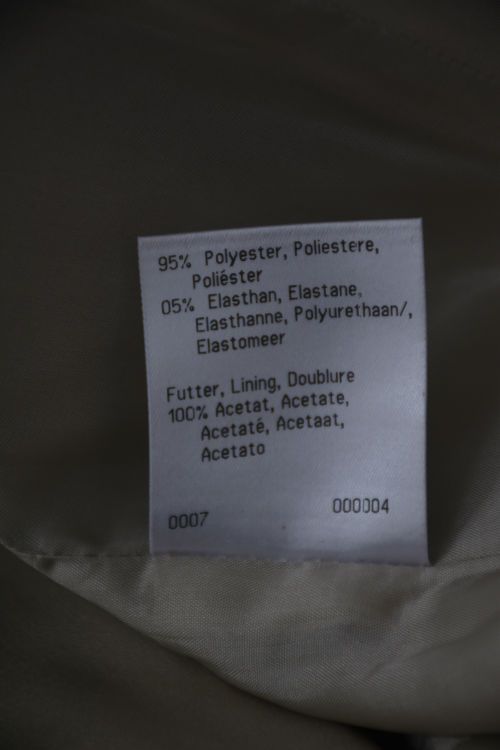 95% Polyester, Poliestere,
Poliéster
05% Elasthan, Elastane,
Elasthanne, Polyurethaan/,
Elastomeer
Futter, Lining, Doublure
100% Acetat, Acetate,
Acetaté, Acetaat,
Acetato
0007 000004